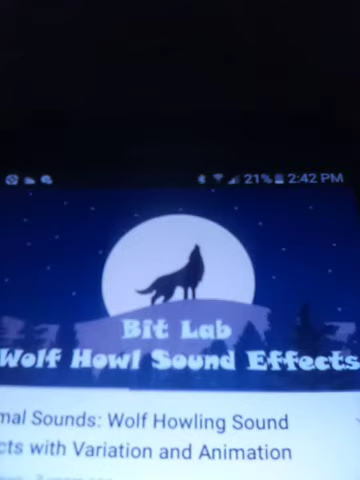 21% 2:42 PM
Bit Lab
Wolf Howl Sound Effects
mal Sounds: Wolf Howling Sound
cts with Variation and Animation